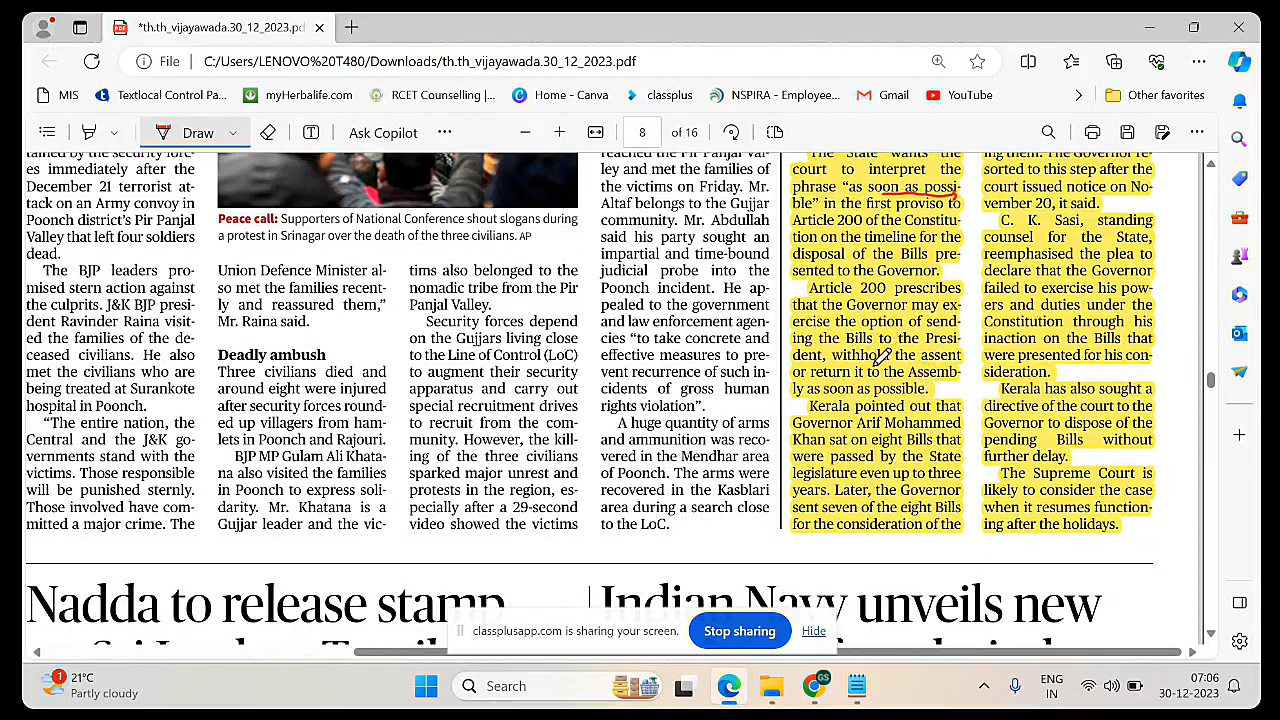 *th.th_vijayawada.30_12_2023.pd
File
C:/Users/LENOVO%20T480/Downloads/th.th_vijayawada.30_12_2023.pdf
MIS
Textlocal Control Pa...
myHerbalife.com
RCET Counselling |...
Home - Canva
classplus
NSPIRA - Employee...
Gmail
YouTube
Other favorites
Draw
Ask Copilot
8
of 16
tained by the security forc-
es immediately after the
December 21 terrorist at-
tack on an Army convoy in
Poonch district's Pir Panjal
Valley that left four soldiers
dead.
The BJP leaders pro-
mised stern action against
the culprits. J&K BJP presi-
dent Ravinder Raina visit-
ed the families of the de-
ceased civilians. He also
met the civilians who are
being treated at Surankote
hospital in Poonch.
“The entire nation, the
Central and the J&K go-
vernments stand with the
victims. Those responsible
will be punished sternly.
Those involved have com-
mitted a major crime. The
Peace call: Supporters of National Conference shout slogans during
a protest in Srinagar over the death of the three civilians. AP
Union Defence Minister al-
so met the families recent-
ly and reassured them,”
Mr. Raina said.
Deadly ambush
Three civilians died and
around eight were injured
after security forces round-
ed up villagers from ham-
lets in Poonch and Rajouri.
BJP MP Gulam Ali Khata-
na also visited the families
in Poonch to express soli-
darity. Mr. Khatana is a
Gujjar leader and the vic-
tims also belonged to the
nomadic tribe from the Pir
Panjal Valley.
Security forces depend
on the Gujjars living close
to the Line of Control (LoC)
to augment their security
apparatus and carry out
special recruitment drives
to recruit from the com-
munity. However, the kill-
ing of the three civilians
sparked major unrest and
protests in the region, es-
pecially after a 29-second
video showed the victims
reached the Pir Panjal Val-
ley and met the families of
the victims on Friday. Mr.
Altaf belongs to the Gujjar
community. Mr. Abdullah
said his party sought an
impartial and time-bound
judicial probe into the
Poonch incident. He ap-
pealed to the government
and law enforcement agen-
cies “to take concrete and
effective measures to pre-
vent recurrence of such in-
cidents of gross human
rights violation”.
A huge quantity of arms
and ammunition was reco-
vered in the Mendhar area
of Poonch. The arms were
recovered in the Kasblari
area during a search close
to the LoC.
The State wants the
court to interpret the
phrase “as soon as possi-
ble” in the first proviso to
Article 200 of the Constitu-
tion on the timeline for the
disposal of the Bills pre-
sented to the Governor.
Article 200 prescribes
that the Governor may ex-
ercise the option of send-
ing the Bills to the Presi-
dent, withhold the assent
or return it to the Assemb-
ly as soon as possible.
Kerala pointed out that
Governor Arif Mohammed
Khan sat on eight Bills that
were passed by the State
legislature even up to three
years. Later, the Governor
sent seven of the eight Bills
for the consideration of the
ing them. The Governor re-
sorted to this step after the
court issued notice on No-
vember 20, it said.
C. K. Sasi, standing
counsel for the State,
reemphasised the plea to
declare that the Governor
failed to exercise his pow-
ers and duties under the
Constitution through his
inaction on the Bills that
were presented for his con-
sideration.
Kerala has also sought a
directive of the court to the
Governor to dispose of the
pending Bills without
further delay.
The Supreme Court is
likely to consider the case
when it resumes function-
ing after the holidays.
Nadda to release stamp
Indian Navy unveils new
classplusapp.com is sharing your screen.
Stop sharing
Hide
1
21°C
Partly cloudy
Search
GS
ENG
IN
07:06
30-12-2023